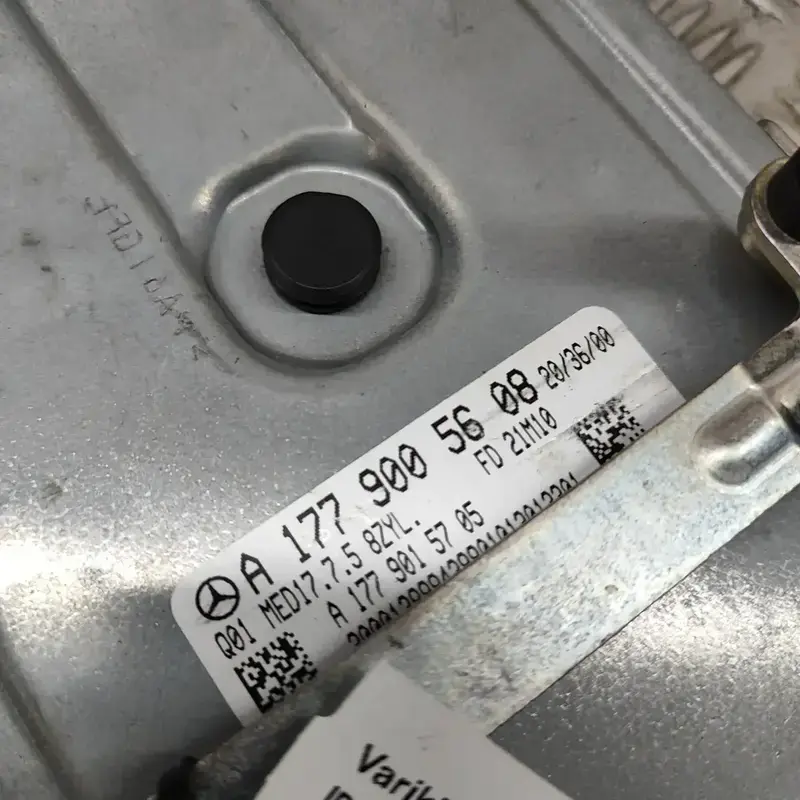 A 177 900 56 08 20/36/00
FD 21M10
Q01 MED17.7.5 8ZYL.
A 177 901 57 05